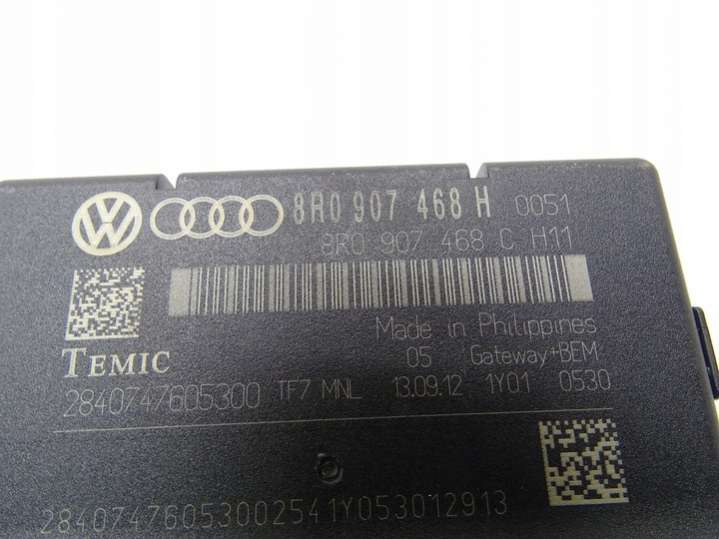 8R0 907 468 H 0051
8R0 907 468 C H11
Made in Philippines
TEMIC 05 Gateway+BEM
2840747605300 TF7 MNL 13.09.12 1Y01 0530
28407476053002541Y053012913